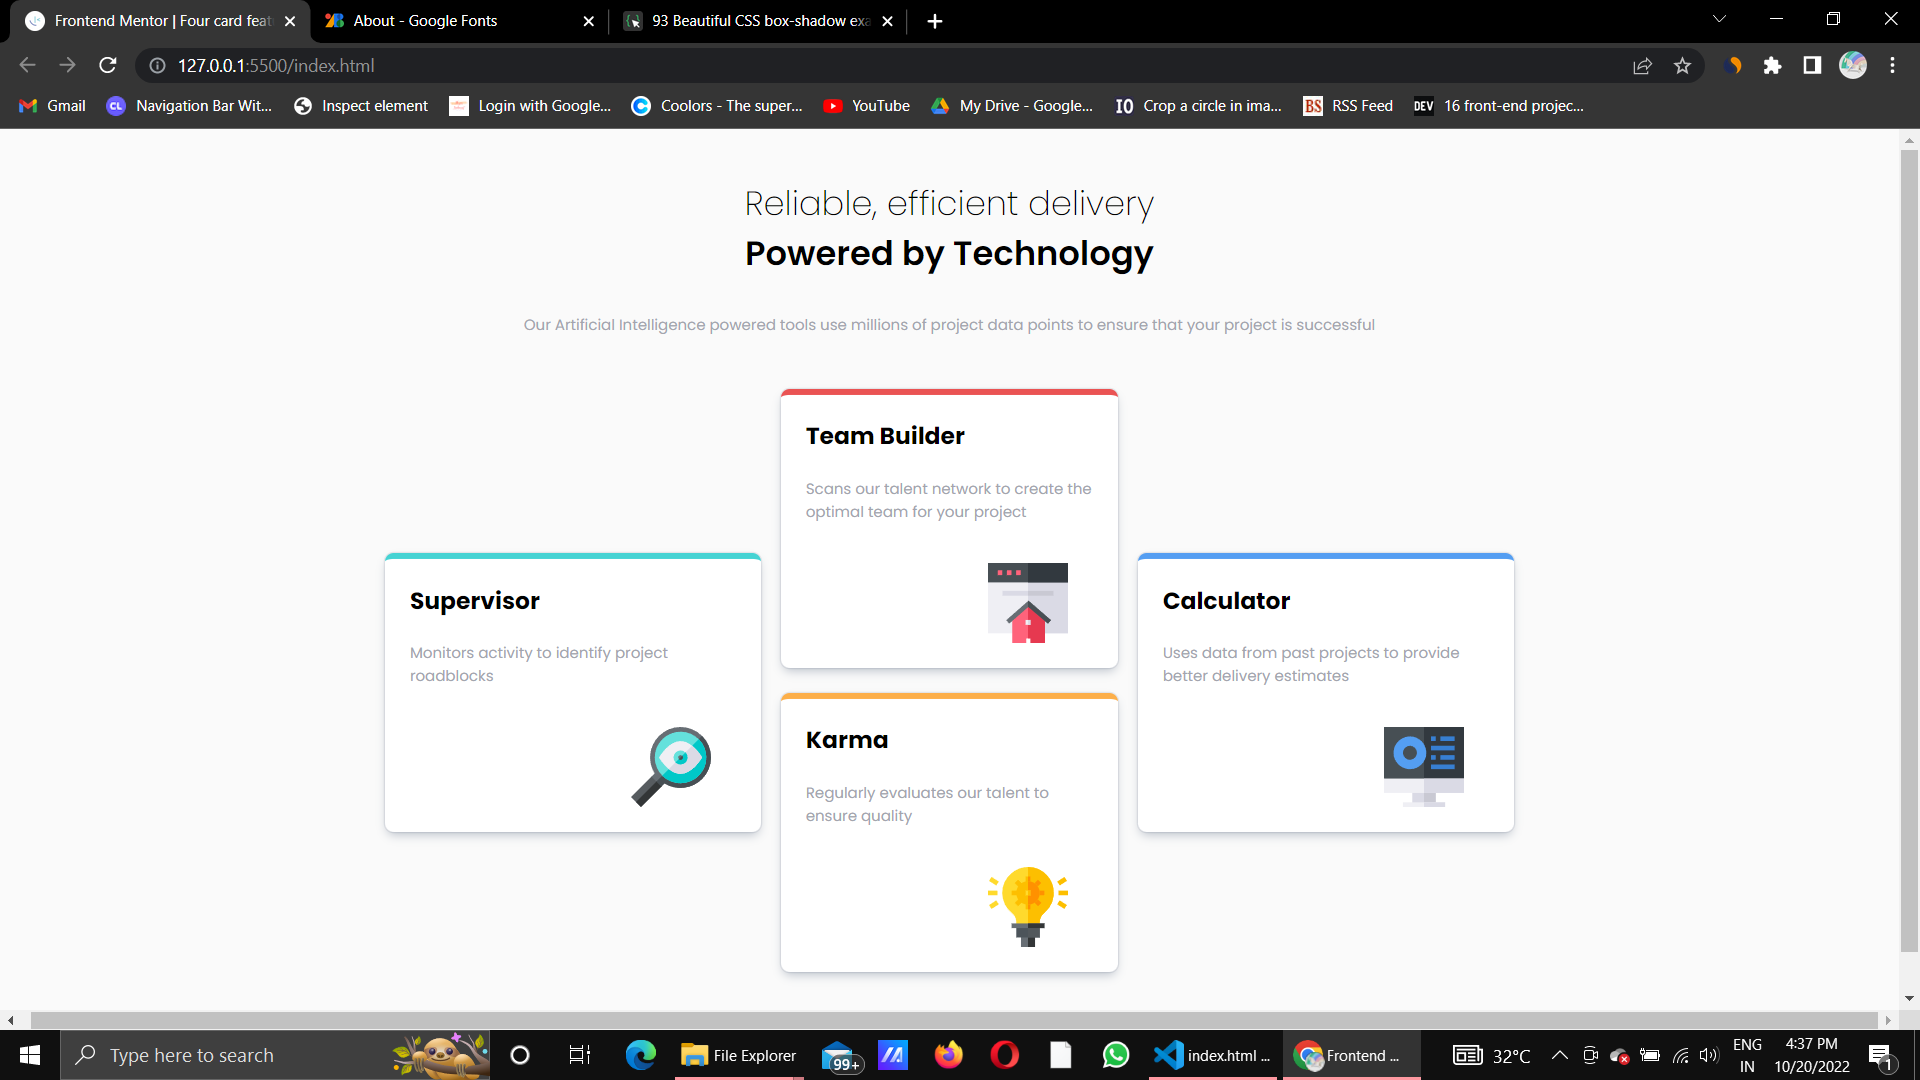 Frontend Mentor | Four card feat
About - Google Fonts
93 Beautiful CSS box-shadow exa
127.0.0.1:5500/index.html
Gmail
CL
Navigation Bar Wit...
Inspect element
Login with Google...
Coolors - The super...
YouTube
My Drive - Google...
IO
Crop a circle in ima...
BS
RSS Feed
DEV
16 front-end projec...
Reliable, efficient delivery
Powered by Technology
Our Artificial Intelligence powered tools use millions of project data points to ensure that your project is successful
Team Builder
Scans our talent network to create the
optimal team for your project
Supervisor
Monitors activity to identify project
roadblocks
Calculator
Uses data from past projects to provide
better delivery estimates
Karma
Regularly evaluates our talent to
ensure quality
Type here to search
File Explorer
99+
index.html ...
Frontend ...
32°C
ENG
IN
4:37 PM
10/20/2022
1